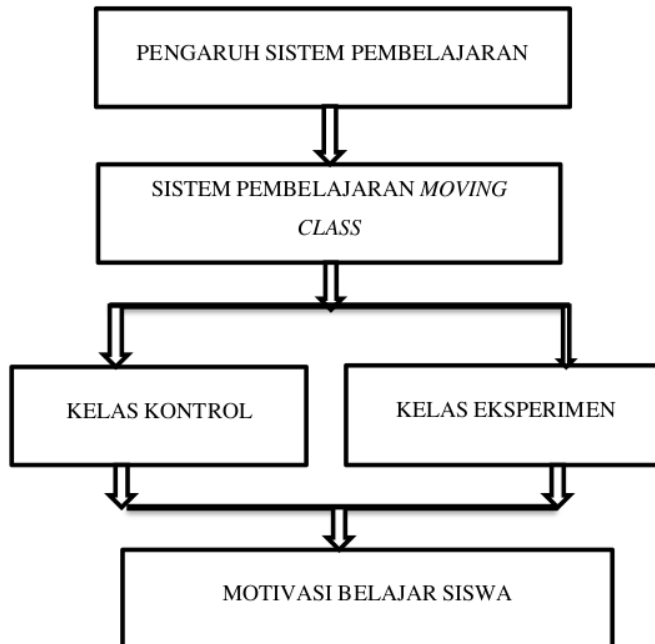 PENGARUH SISTEM PEMBELAJARAN
SISTEM PEMBELAJARAN MOVING
CLASS
KELAS KONTROL
KELAS EKSPERIMEN
MOTIVASI BELAJAR SISWA